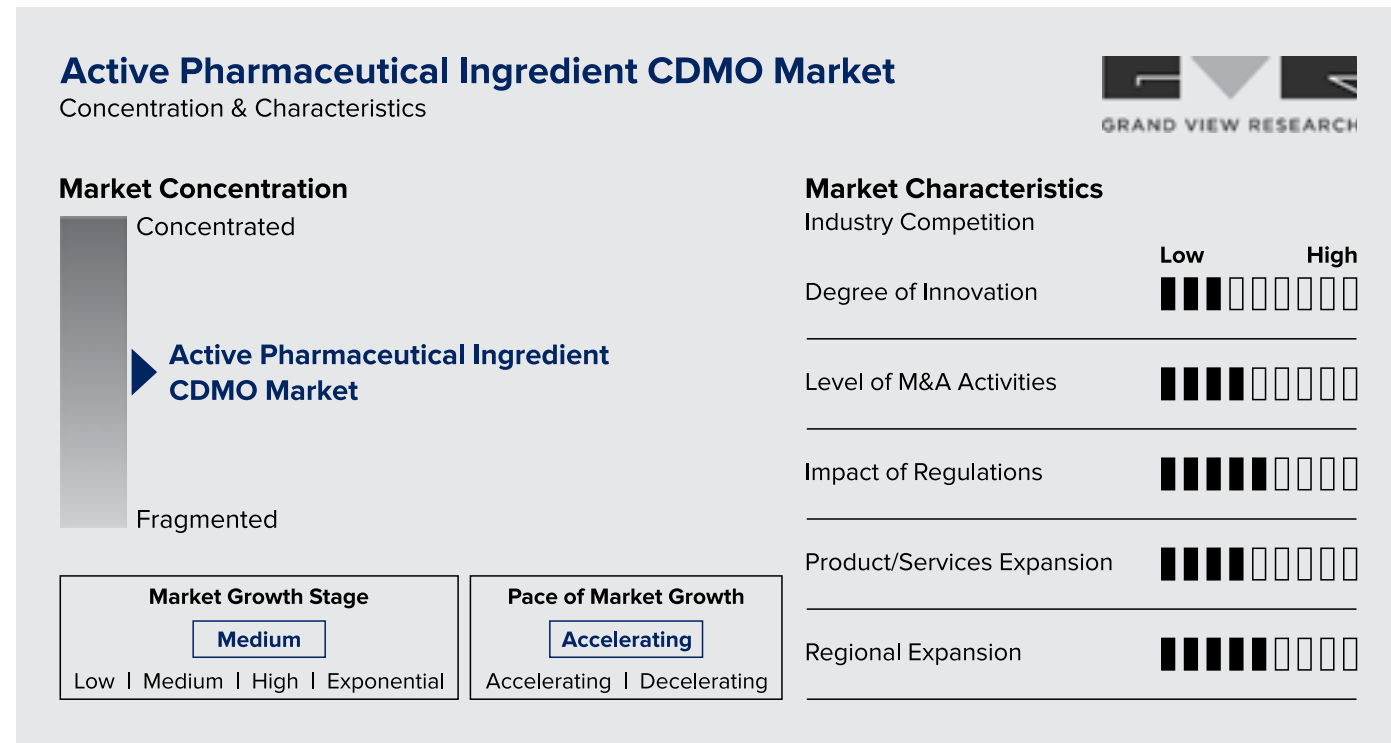 Active Pharmaceutical Ingredient CDMO Market
Concentration & Characteristics
GRAND VIEW RESEARCH
Market Concentration
Concentrated
Active Pharmaceutical Ingredient
CDMO Market
Fragmented
Market Growth Stage
Medium
Low | Medium | High | Exponential
Pace of Market Growth
Accelerating
Accelerating | Decelerating
Market Characteristics
Industry Competition
Low High
Degree of Innovation
Level of M&A Activities
Impact of Regulations
Product/Services Expansion
Regional Expansion